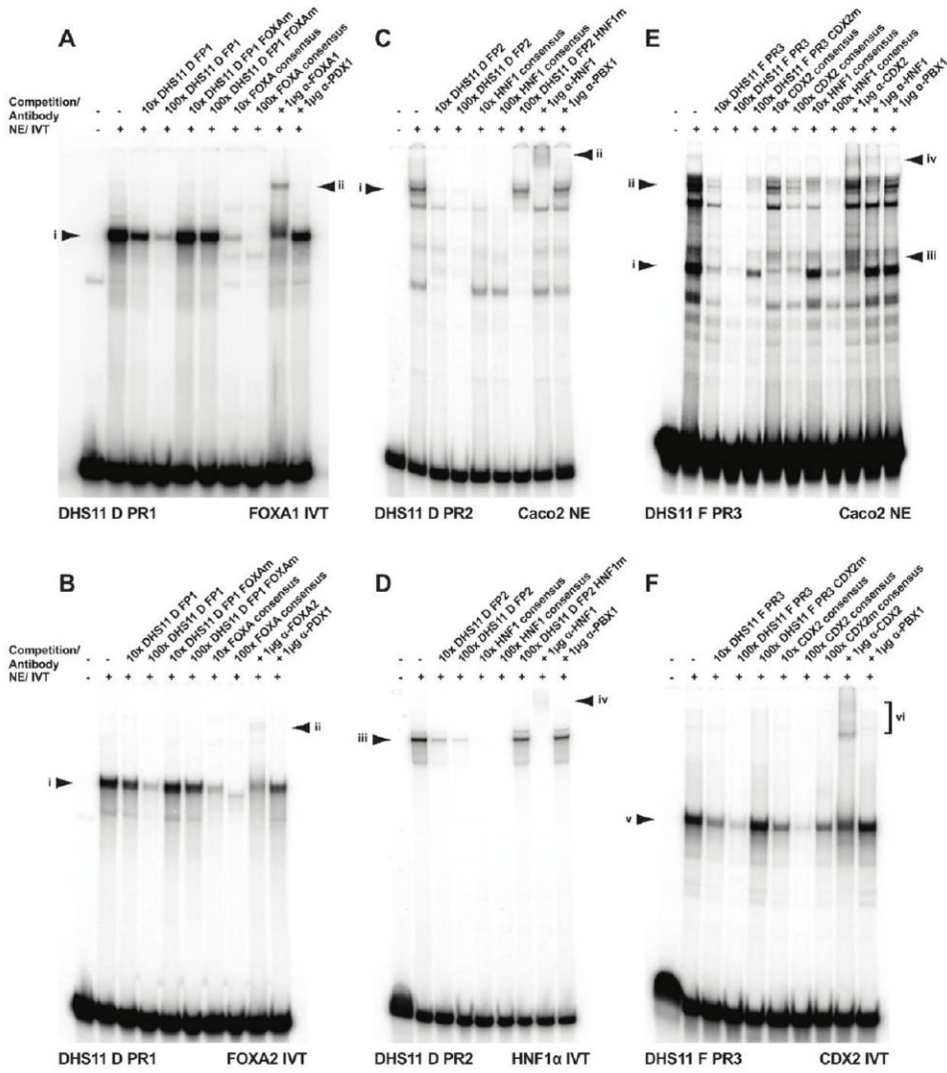 A
10x DHS11 D FP1
100x DHS11 D FP1
10x DHS11 D FP1 FOXAm
100x DHS11 D FP1 FOXAm
10x FOXA consensus
100x FOXA consensus
1µg α-FOXA1
1µg α-PDX1
Competition/
Antibody
- + +
NE/ IVT
- + + + + + + + + +
i
ii
DHS11 D PR1 FOXA1 IVT
C
10x DHS11 D FP2
100x DHS11 D FP2
10x HNF1 consensus
100x HNF1 consensus
100x DHS11 D FP2 HNF1m
1µg α-HNF1
1µg α-PBX1
- + +
- + + + + + + + +
i
ii
DHS11 D PR2 Caco2 NE
E
10x DHS11 F PR3
100x DHS11 F PR3
100x DHS11 F PR3 CDX2m
10x CDX2 consensus
100x CDX2 consensus
10x HNF1 consensus
100x HNF1 consensus
1µg α-CDX2
1µg α-HNF1
1µg α-PBX1
- - + + +
- + + + + + + + + + +
ii
i
iv
iii
DHS11 F PR3 Caco2 NE
B
10x DHS11 D FP1
100x DHS11 D FP1
10x DHS11 D FP1 FOXAm
100x DHS11 D FP1 FOXAm
10x FOXA consensus
100x FOXA consensus
1µg α-FOXA2
1µg α-PDX1
Competition/
Antibody
- - + +
NE/ IVT
- + + + + + + + + +
i
ii
DHS11 D PR1 FOXA2 IVT
D
10x DHS11 D FP2
100x DHS11 D FP2
10x HNF1 consensus
100x HNF1 consensus
100x DHS11 D FP2 HNF1m
1µg α-HNF1
1µg α-PBX1
- - + +
- + + + + + + + +
iii
iv
DHS11 D PR2 HNF1α IVT
F
10x DHS11 F PR3
100x DHS11 F PR3
100x DHS11 F PR3 CDX2m
10x CDX2 consensus
100x CDX2 consensus
100x CDX2m consensus
1µg α-CDX2
1µg α-PBX1
- - + +
- + + + + + + + + +
v
vi
DHS11 F PR3 CDX2 IVT